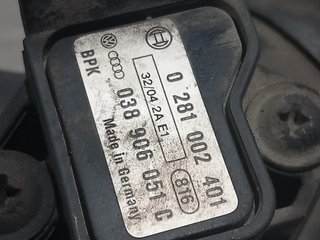 0 281 002 401
32/04 2A E1 816
038 906 051 C
BPK Made in Germany